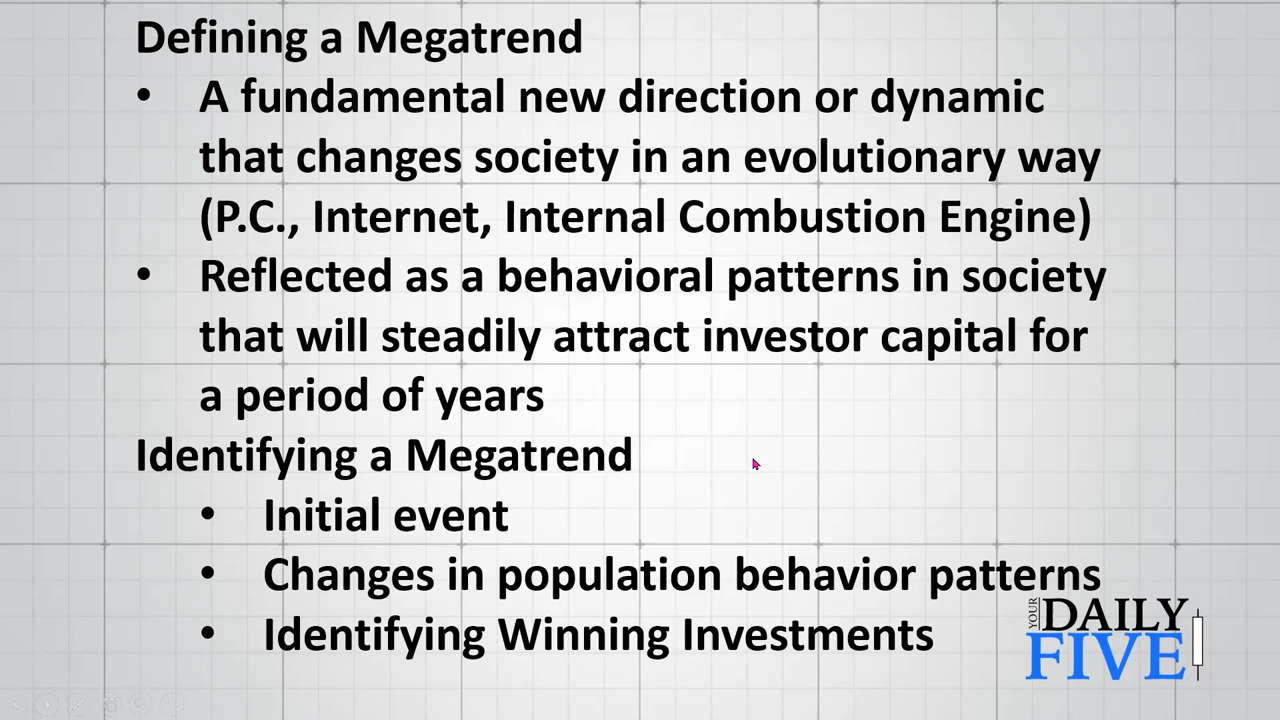 Defining a Megatrend
• A fundamental new direction or dynamic
that changes society in an evolutionary way
(P.C., Internet, Internal Combustion Engine)
• Reflected as a behavioral patterns in society
that will steadily attract investor capital for
a period of years
Identifying a Megatrend
• Initial event
• Changes in population behavior patterns
• Identifying Winning Investments
YOUR DAILY
FIVE